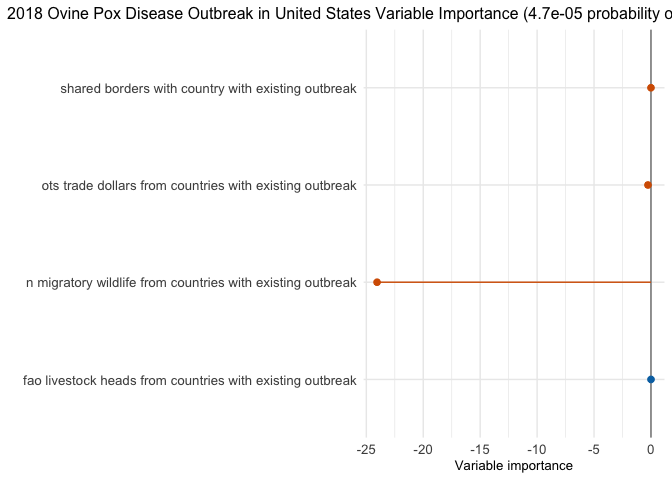 2018 Ovine Pox Disease Outbreak in United States Variable Importance (4.7e-05 probability o
shared borders with country with existing outbreak
ots trade dollars from countries with existing outbreak
n migratory wildlife from countries with existing outbreak
fao livestock heads from countries with existing outbreak
-25 -20 -15 -10 -5 0
Variable importance